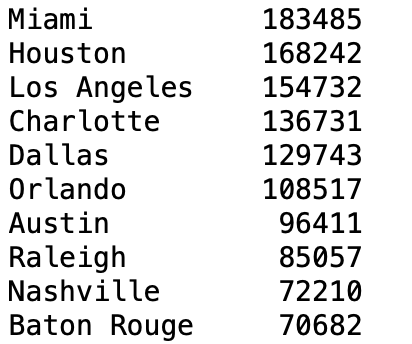 Miami 183485
Houston 168242
Los Angeles 154732
Charlotte 136731
Dallas 129743
Orlando 108517
Austin 96411
Raleigh 85057
Nashville 72210
Baton Rouge 70682